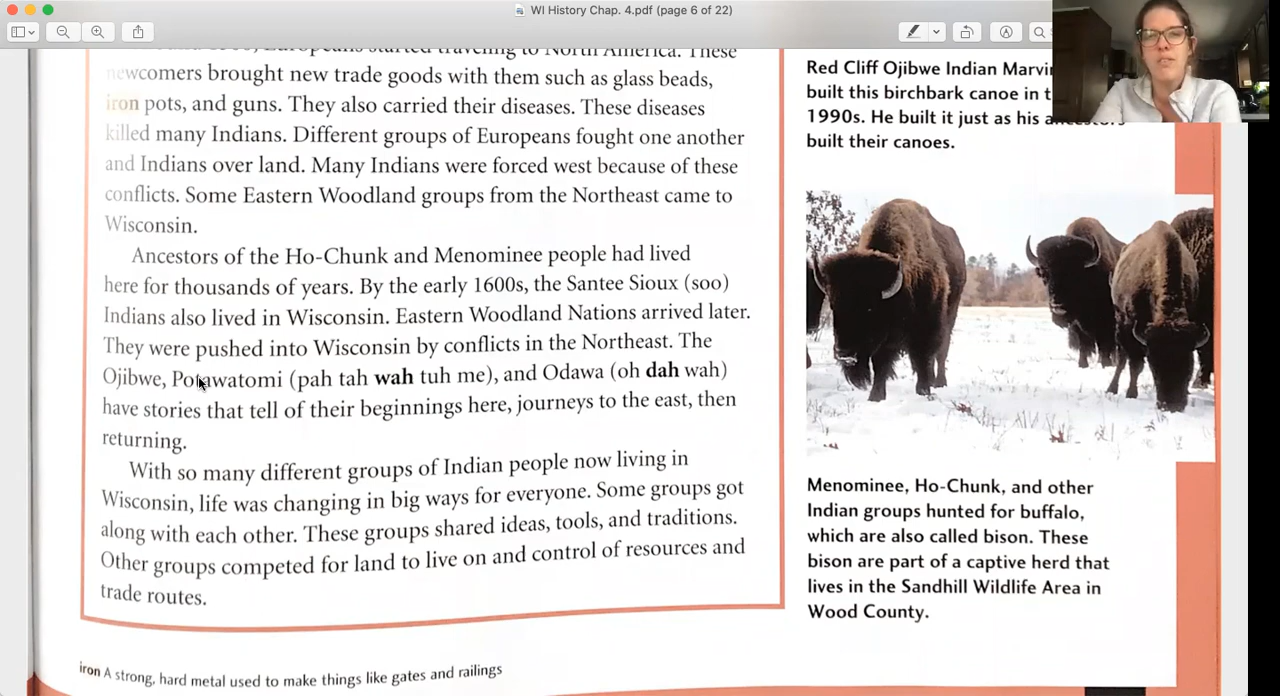 WI History Chap. 4.pdf (page 6 of 22)
Europeans started traveling to North America. These
newcomers brought new trade goods with them such as glass beads,
iron pots, and guns. They also carried their diseases. These diseases
killed many Indians. Different groups of Europeans fought one another
and Indians over land. Many Indians were forced west because of these
conflicts. Some Eastern Woodland groups from the Northeast came to
Wisconsin.
Ancestors of the Ho-Chunk and Menominee people had lived
here for thousands of years. By the early 1600s, the Santee Sioux (soo)
Indians also lived in Wisconsin. Eastern Woodland Nations arrived later.
They were pushed into Wisconsin by conflicts in the Northeast. The
Ojibwe, Potawatomi (pah tah wah tuh me), and Odawa (oh dah wah)
have stories that tell of their beginnings here, journeys to the east, then
returning.
With so many different groups of Indian people now living in
Wisconsin, life was changing in big ways for everyone. Some groups got
along with each other. These groups shared ideas, tools, and traditions.
Other groups competed for land to live on and control of resources and
trade routes.
iron A strong, hard metal used to make things like gates and railings
Red Cliff Ojibwe Indian
built this birchbark canoe in
1990s. He built it just as his ancestors
built their canoes.
Menominee, Ho-Chunk, and other
Indian groups hunted for buffalo,
which are also called bison. These
bison are part of a captive herd that
lives in the Sandhill Wildlife Area in
Wood County.